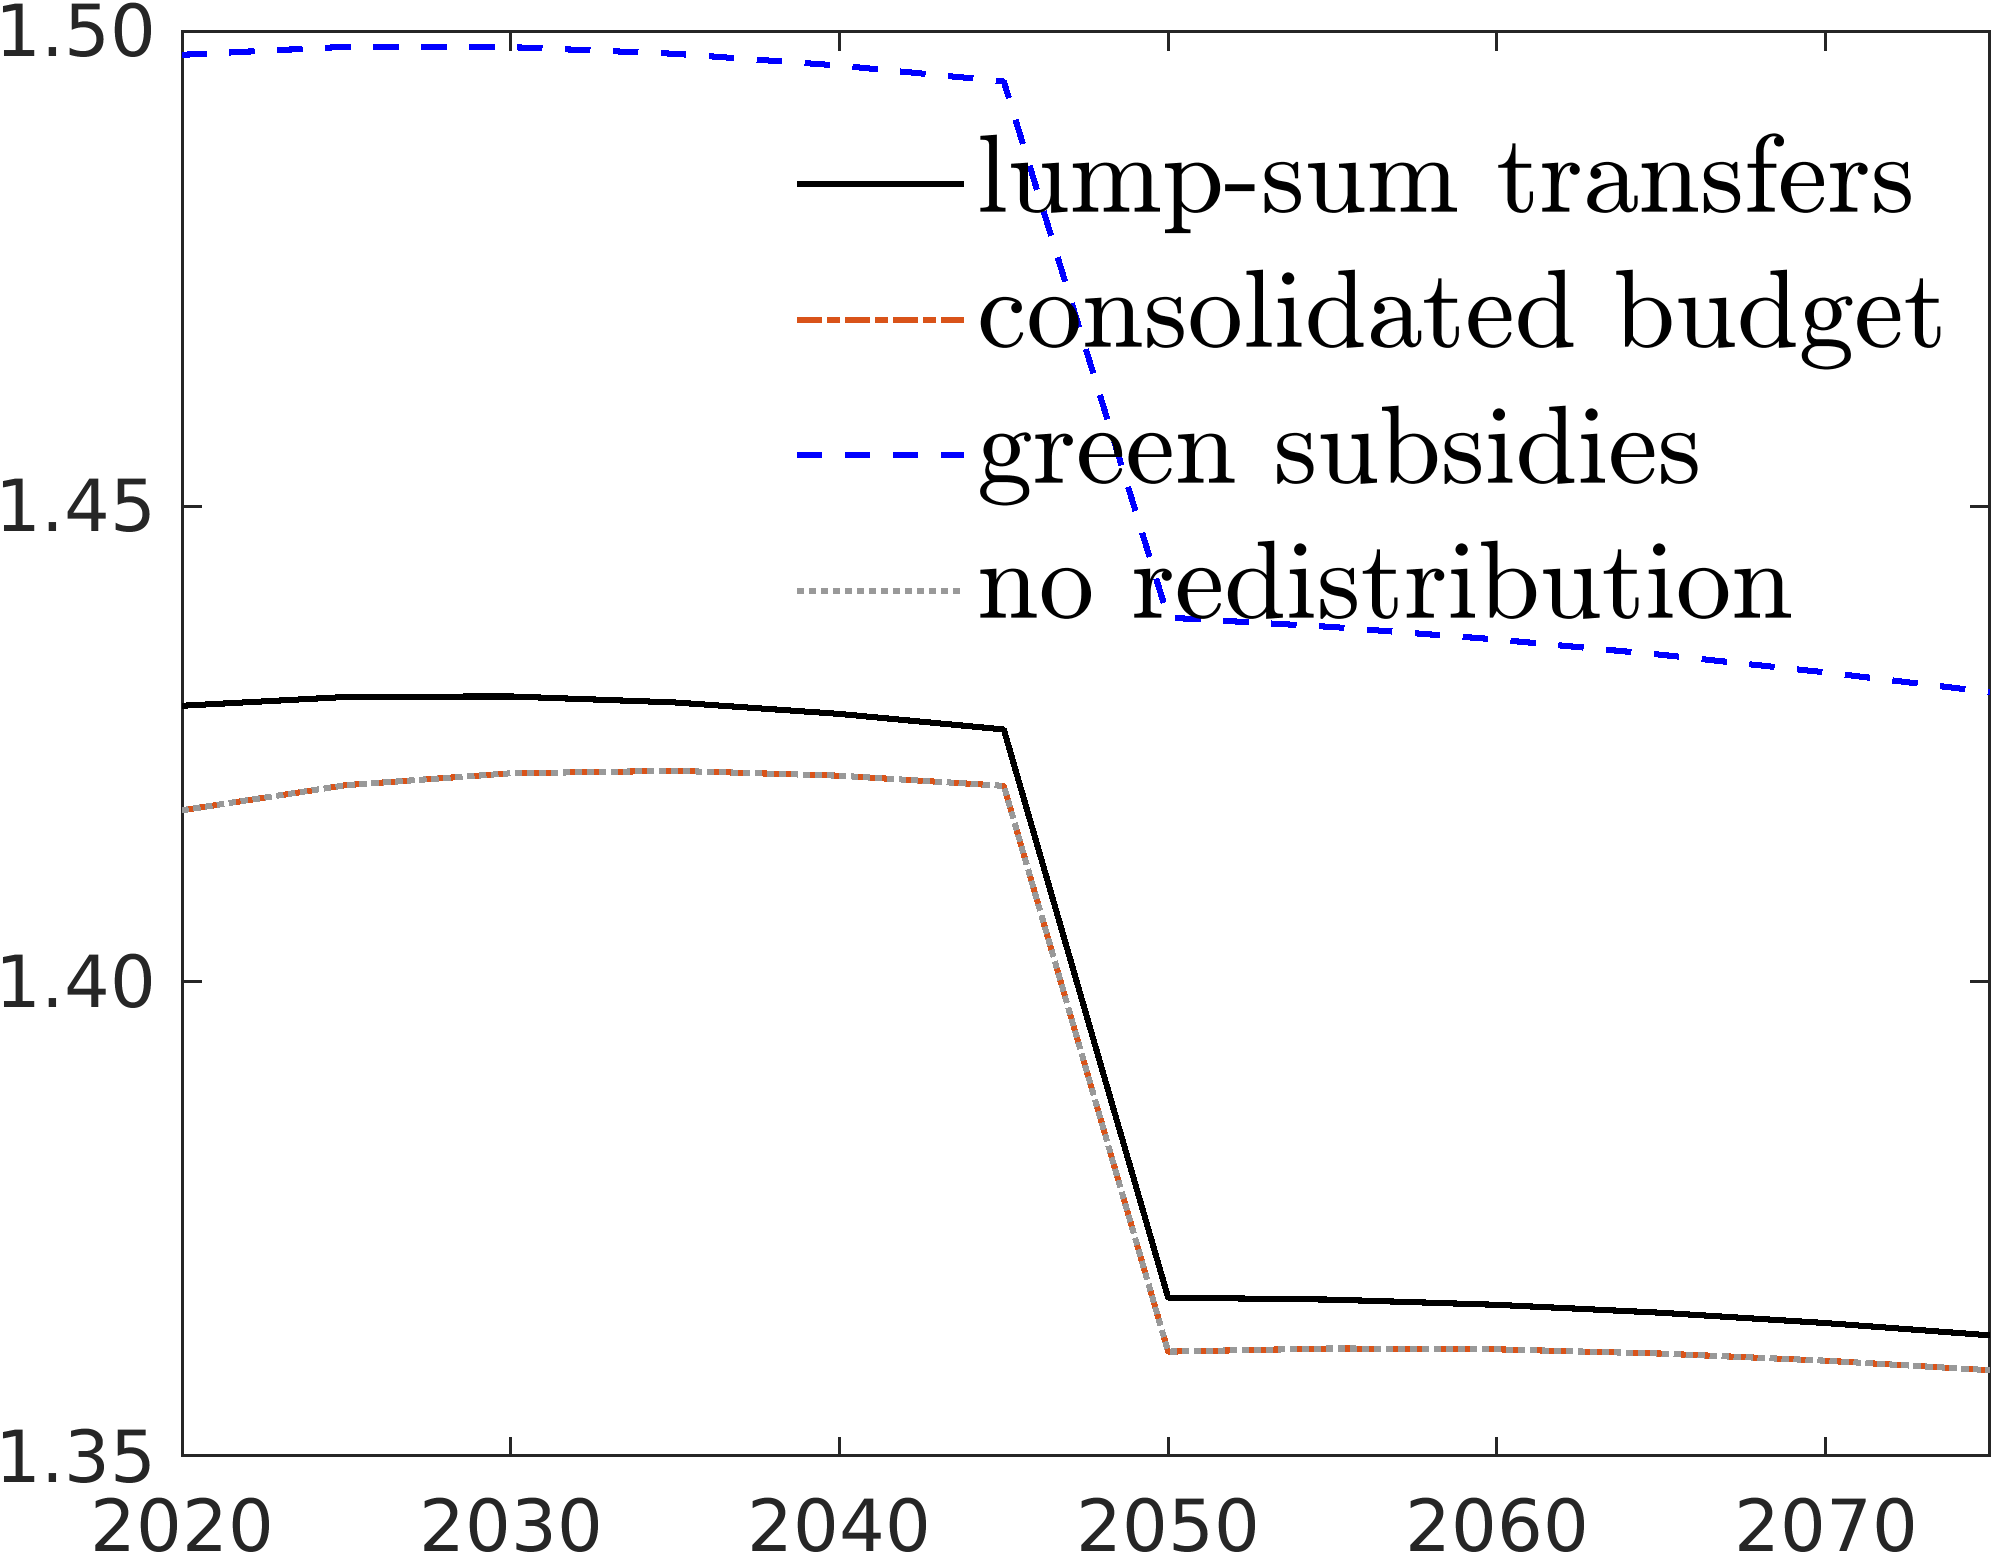 1.50
lump-sum transfers
consolidated budget
green subsidies
1.45
no redistribution
1.40
1.35
2020 2030 2040 2050 2060 2070